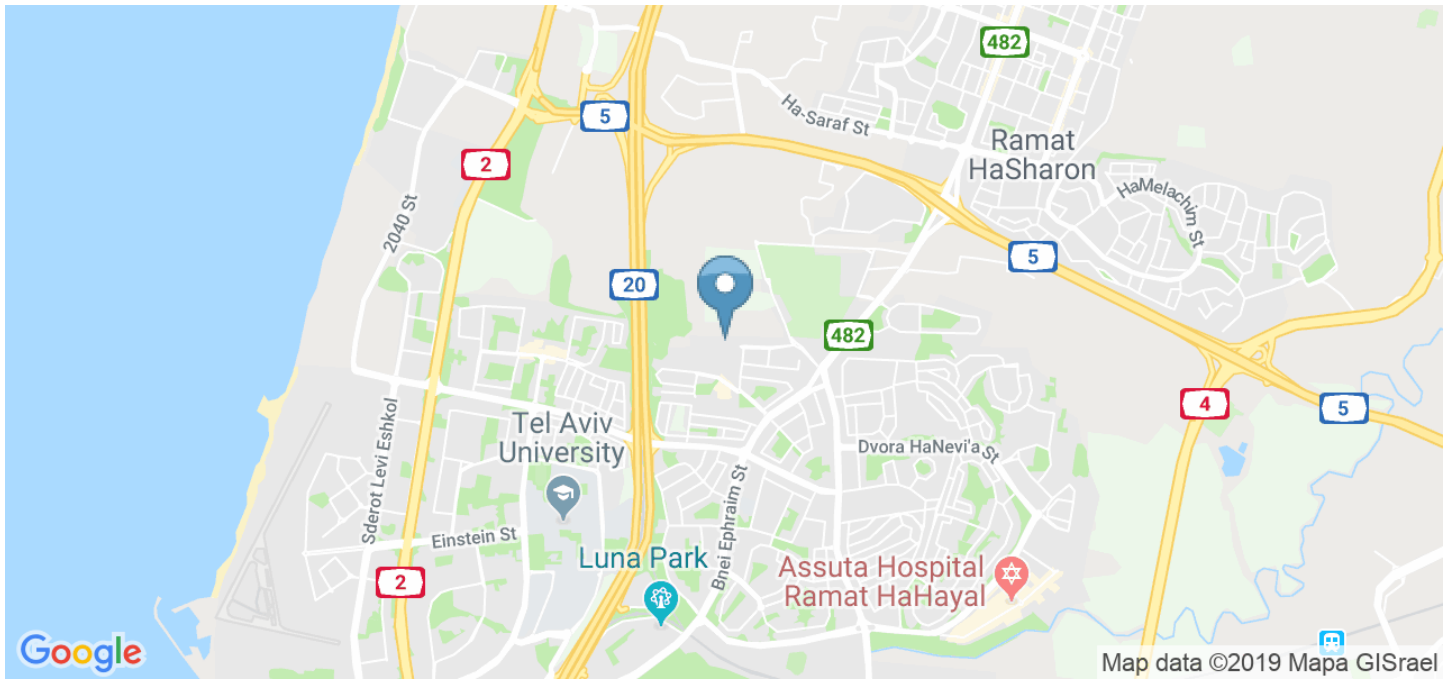 482
Ha-Saraf St
5
Ramat
HaSharon
2
HaMelachim St
2040 St
5
20
482
4
5
Sderot Levi Eshkol
Tel Aviv
University
Dvora HaNevi'a St
Bnei Ephraim St
Einstein St
Luna Park
Assuta Hospital
Ramat HaHayal
2
Google
Map data ©2019 Mapa GISrael